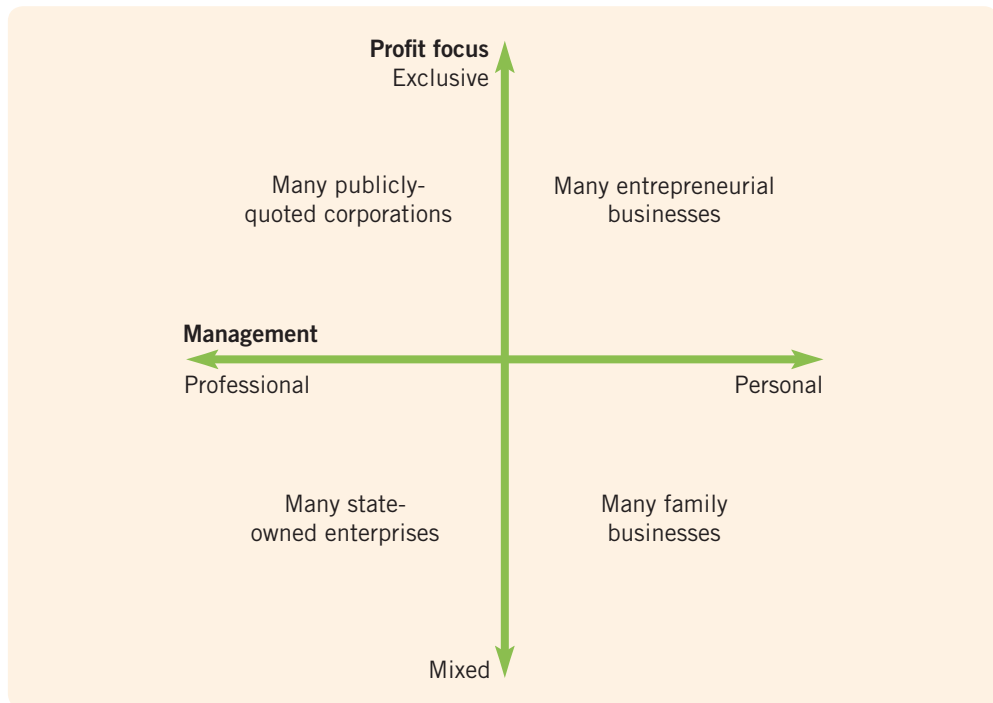 Profit focus
Exclusive
Many publicly-
quoted corporations
Many entrepreneurial
businesses
Management
Professional
Personal
Many state-
owned enterprises
Many family
businesses
Mixed